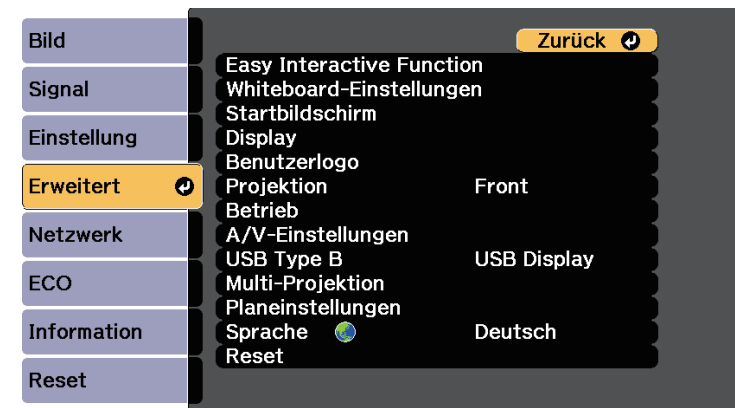 Bild
Signal
Einstellung
Erweitert
Netzwerk
ECO
Information
Reset
Zurück
Easy Interactive Function
Whiteboard-Einstellungen
Startbildschirm
Display
Benutzerlogo
Projektion Front
Betrieb
A/V-Einstellungen
USB Type B USB Display
Multi-Projektion
Planeinstellungen
Sprache Deutsch
Reset